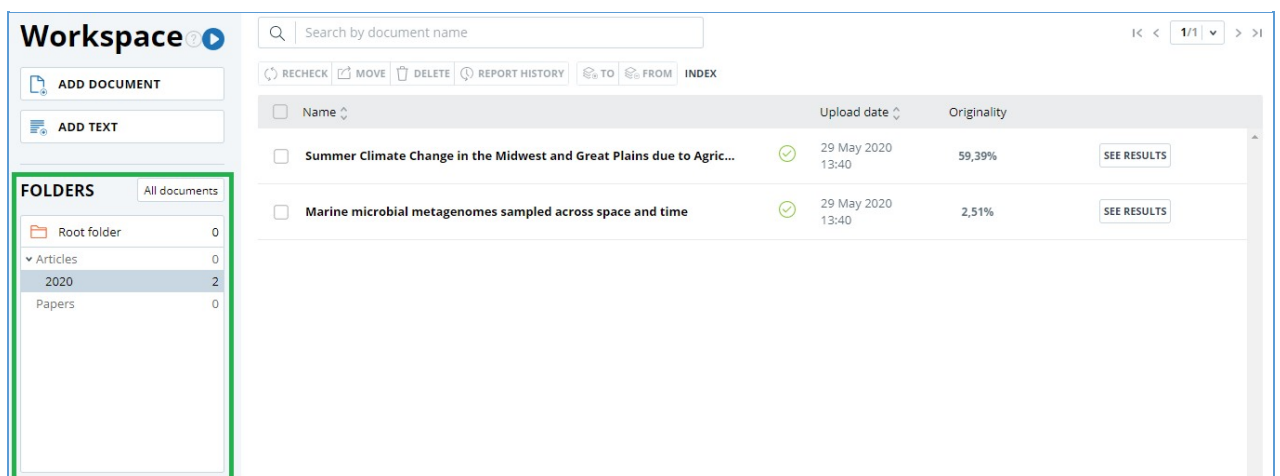 Workspace
ADD DOCUMENT
ADD TEXT
FOLDERS All documents
Root folder 0
Articles 0
2020 2
Papers 0
Search by document name
1/1
RECHECK MOVE DELETE REPORT HISTORY TO FROM INDEX
Name Upload date Originality
Summer Climate Change in the Midwest and Great Plains due to Agric... 29 May 2020 13:40 59,39% SEE RESULTS
Marine microbial metagenomes sampled across space and time 29 May 2020 13:40 2,51% SEE RESULTS